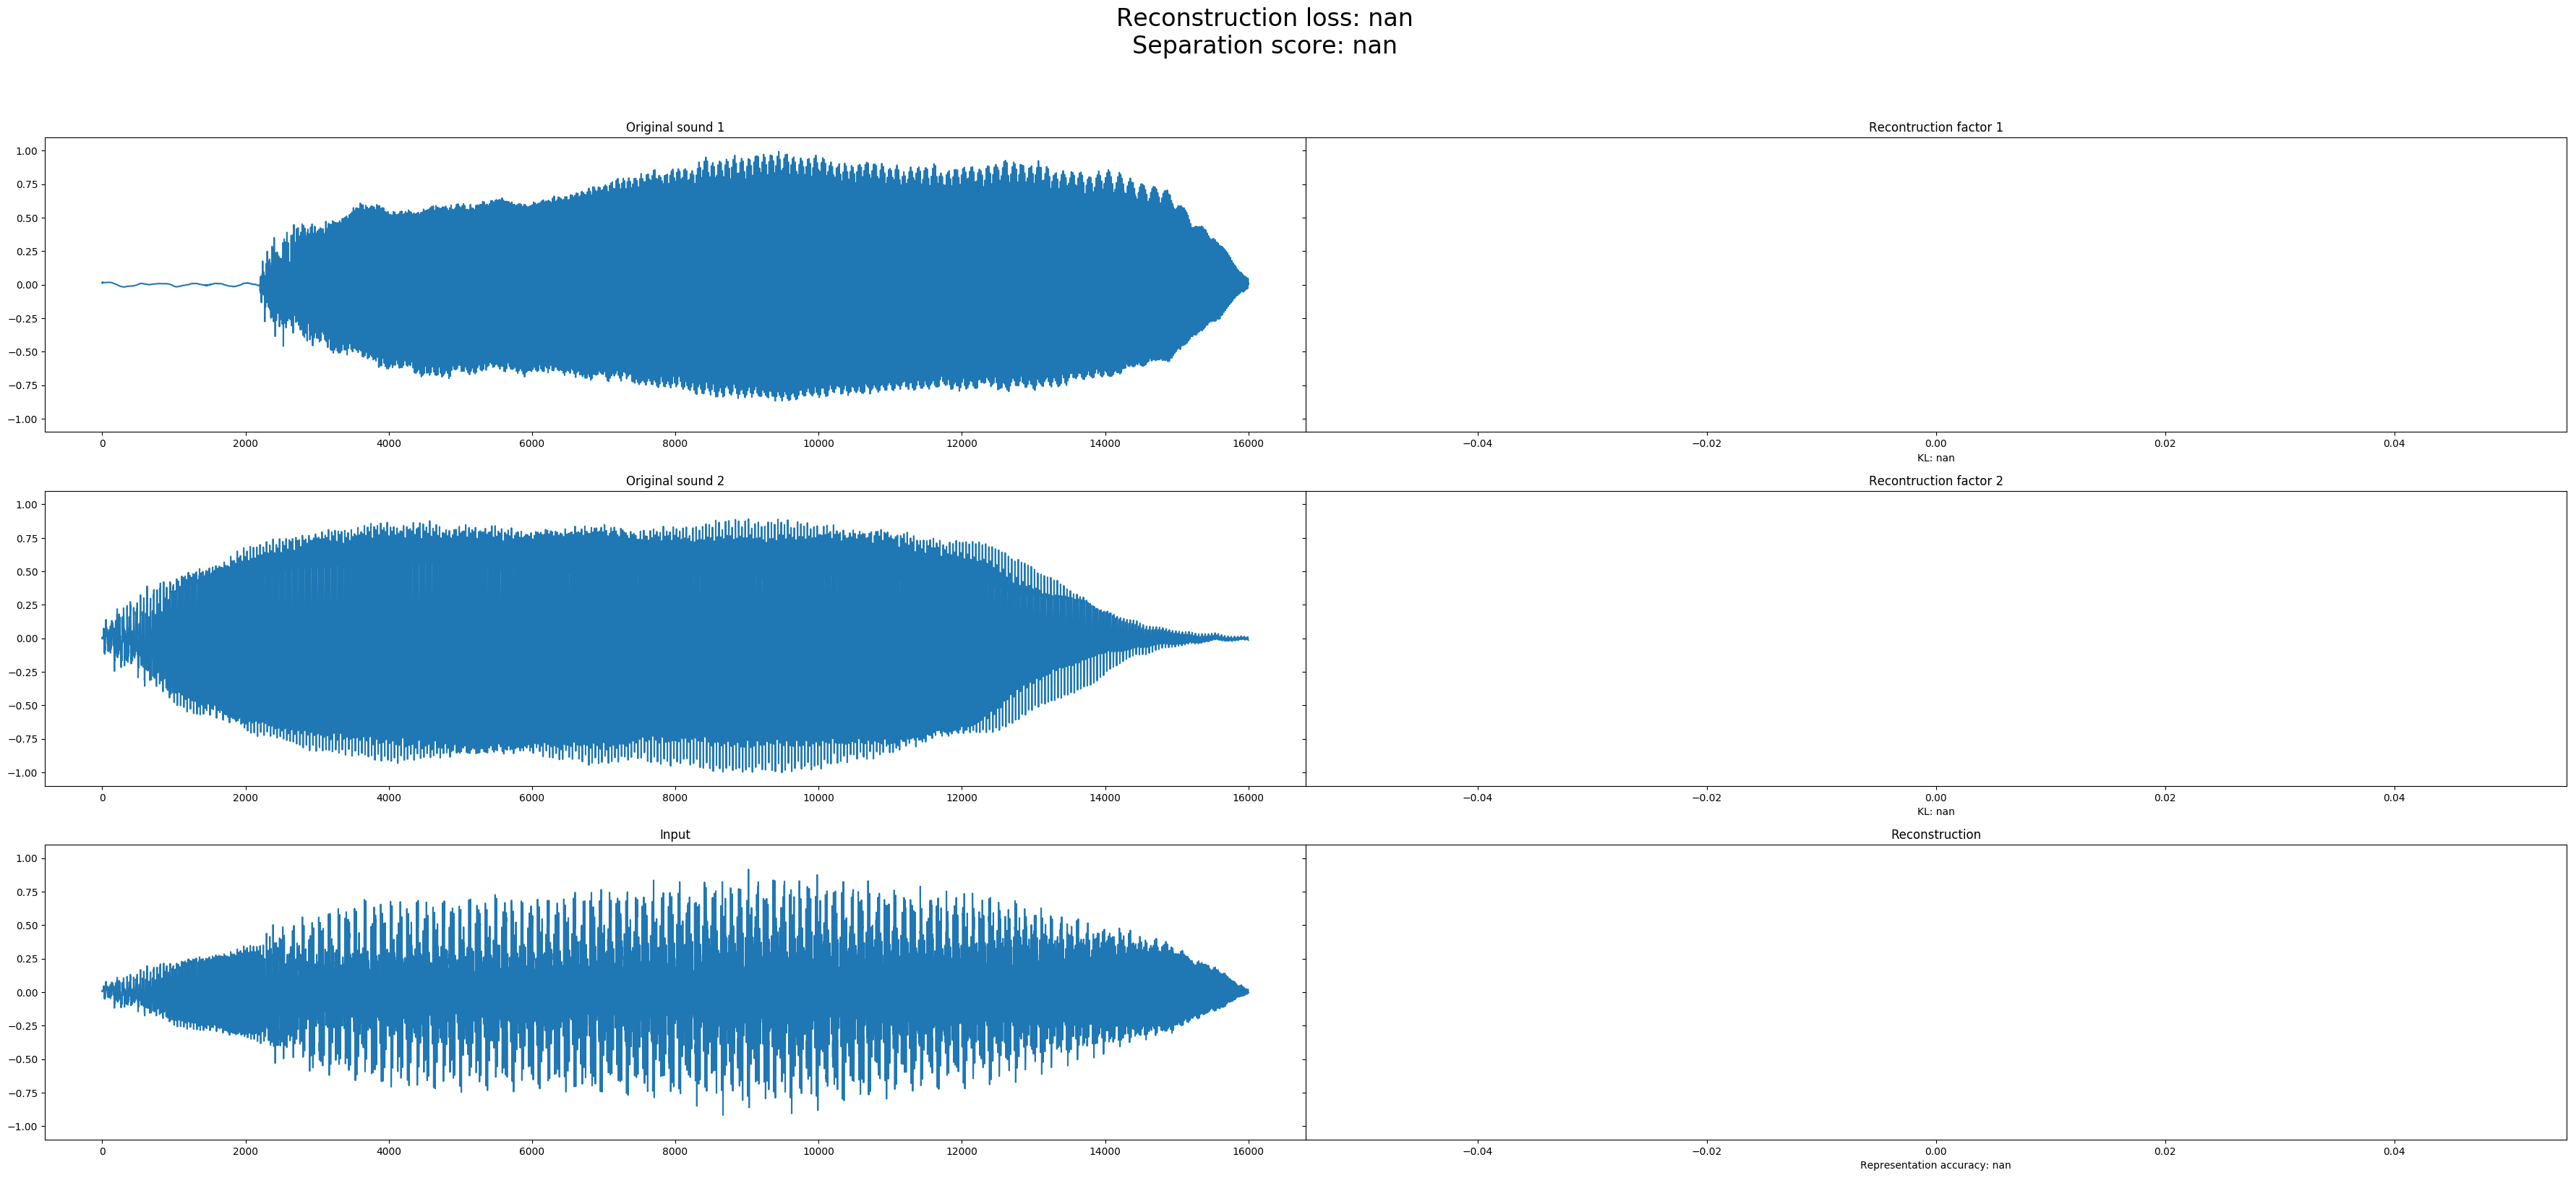 Reconstruction loss: nan
Separation score: nan
Original sound 1
Recontruction factor 1
1.00
0.75
0.50
0.25
0.00
−0.25
−0.50
−0.75
−1.00
0 2000 4000 6000 8000 10000 12000 14000 16000
−0.04 −0.02 0.00 0.02 0.04
KL: nan
Original sound 2
Recontruction factor 2
1.00
0.75
0.50
0.25
0.00
−0.25
−0.50
−0.75
−1.00
0 2000 4000 6000 8000 10000 12000 14000 16000
−0.04 −0.02 0.00 0.02 0.04
KL: nan
Input
Reconstruction
1.00
0.75
0.50
0.25
0.00
−0.25
−0.50
−0.75
−1.00
0 2000 4000 6000 8000 10000 12000 14000 16000
−0.04 −0.02 0.00 0.02 0.04
Representation accuracy: nan